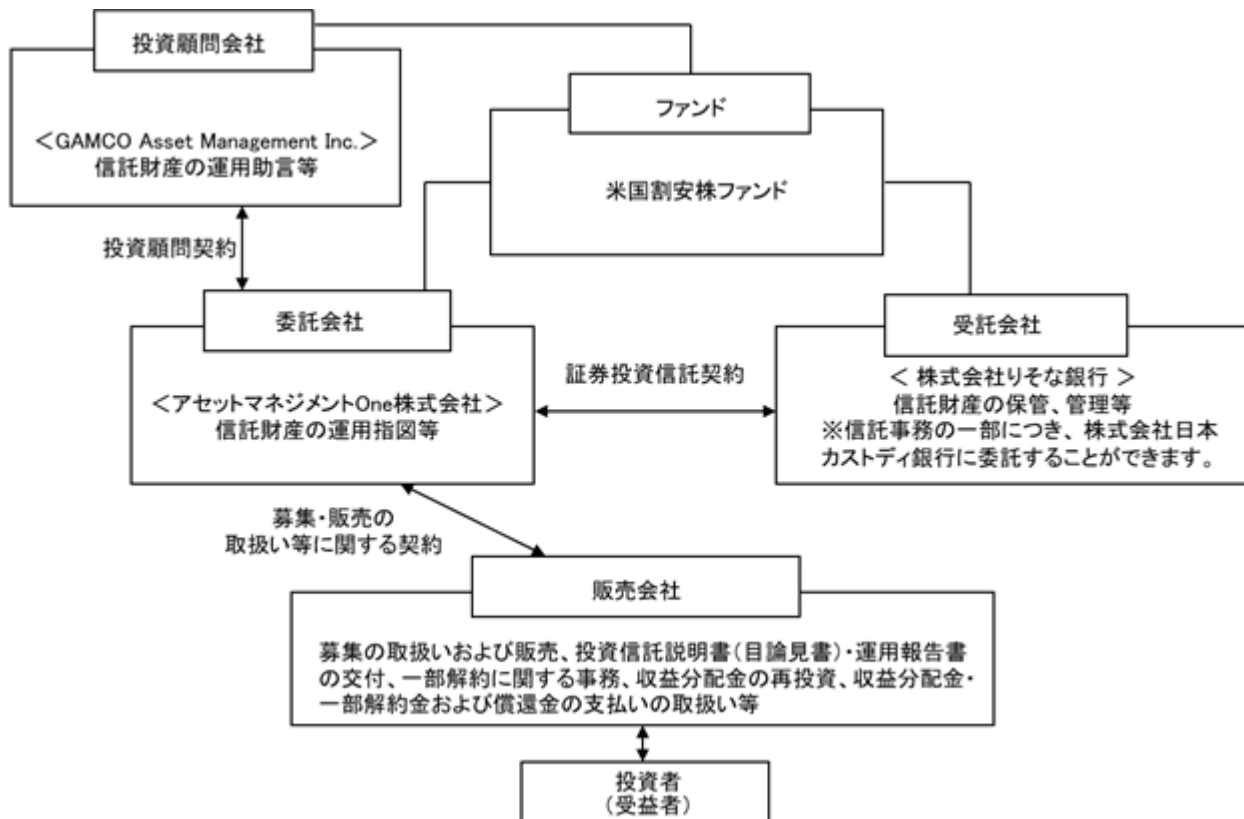 投資顧問会社
＜GAMCO Asset Management Inc.＞
信託財産の運用助言等
ファンド
米国割安株ファンド
投資顧問契約
委託会社
＜アセットマネジメントOne株式会社＞
信託財産の運用指図等
証券投資信託契約
受託会社
＜ 株式会社りそな銀行 ＞
信託財産の保管、管理等
※信託事務の一部につき、株式会社日本
カストディ銀行に委託することができます。
募集・販売の
取扱い等に関する契約
販売会社
募集の取扱いおよび販売、投資信託説明書(目論見書)・運用報告書
の交付、一部解約に関する事務、収益分配金の再投資、収益分配金・
一部解約金および償還金の支払いの取扱い等
投資者
(受益者)